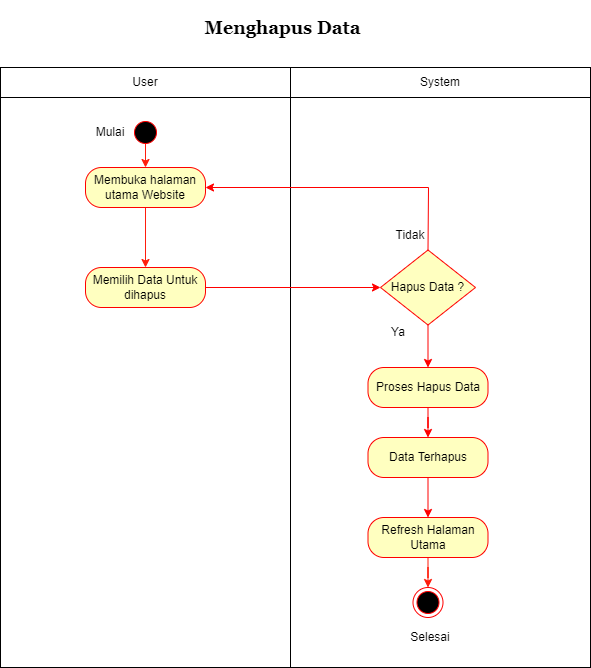 Menghapus Data
User
System
Mulai
Membuka halaman
utama Website
Tidak
Memilih Data Untuk
dihapus
Hapus Data ?
Ya
Proses Hapus Data
Data Terhapus
Refresh Halaman
Utama
Selesai